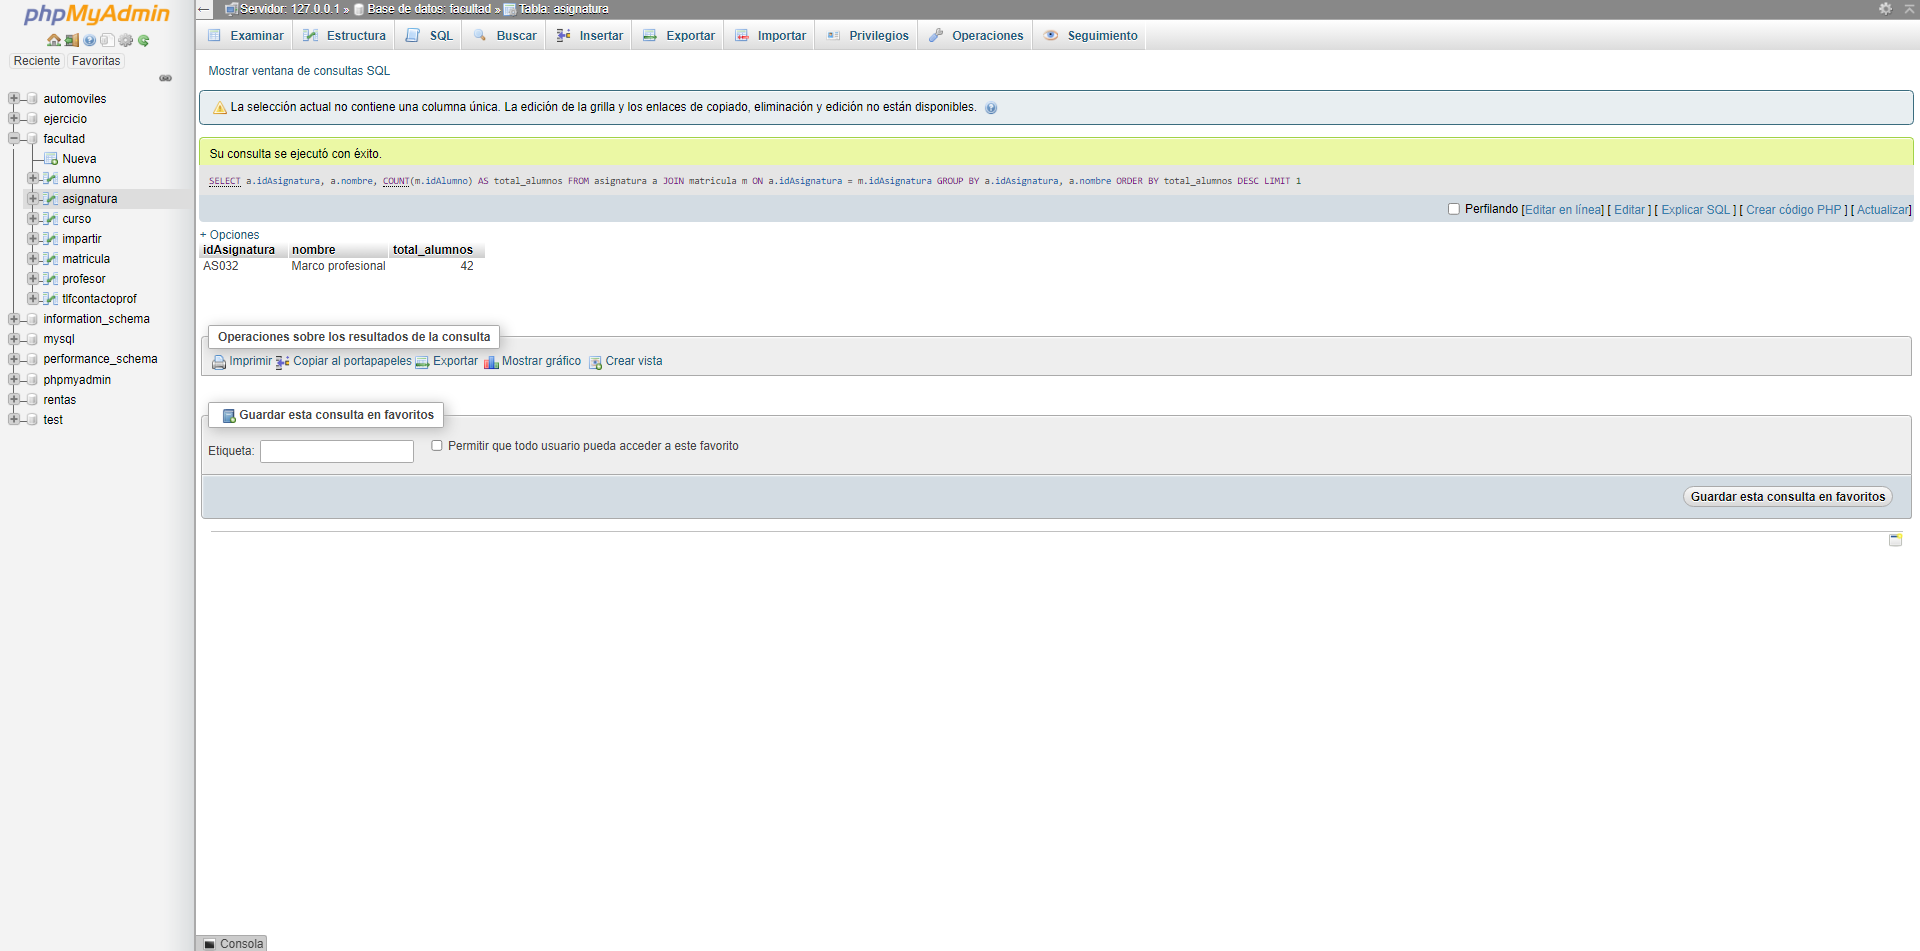 phpMyAdmin
Reciente Favoritas
automoviles
ejercicio
facultad
Nueva
alumno
asignatura
curso
impartir
matricula
profesor
tlfcontactoprof
information_schema
mysql
performance_schema
phpmyadmin
rentas
test
← Servidor: 127.0.0.1 » Base de datos: facultad » Tabla: asignatura
Examinar Estructura SQL Buscar Insertar Exportar Importar Privilegios Operaciones Seguimiento
Mostrar ventana de consultas SQL
La selección actual no contiene una columna única. La edición de la grilla y los enlaces de copiado, eliminación y edición no están disponibles.
Su consulta se ejecutó con éxito.
SELECT a.idAsignatura, a.nombre, COUNT(m.idAlumno) AS total_alumnos FROM asignatura a JOIN matricula m ON a.idAsignatura = m.idAsignatura GROUP BY a.idAsignatura, a.nombre ORDER BY total_alumnos DESC LIMIT 1
Perfilando [Editar en línea] [ Editar ] [ Explicar SQL ] [ Crear código PHP ] [ Actualizar]
+ Opciones
idAsignatura nombre total_alumnos
AS032 Marco profesional 42
Operaciones sobre los resultados de la consulta
Imprimir Copiar al portapapeles Exportar Mostrar gráfico Crear vista
Guardar esta consulta en favoritos
Etiqueta: Permitir que todo usuario pueda acceder a este favorito
Guardar esta consulta en favoritos
Consola